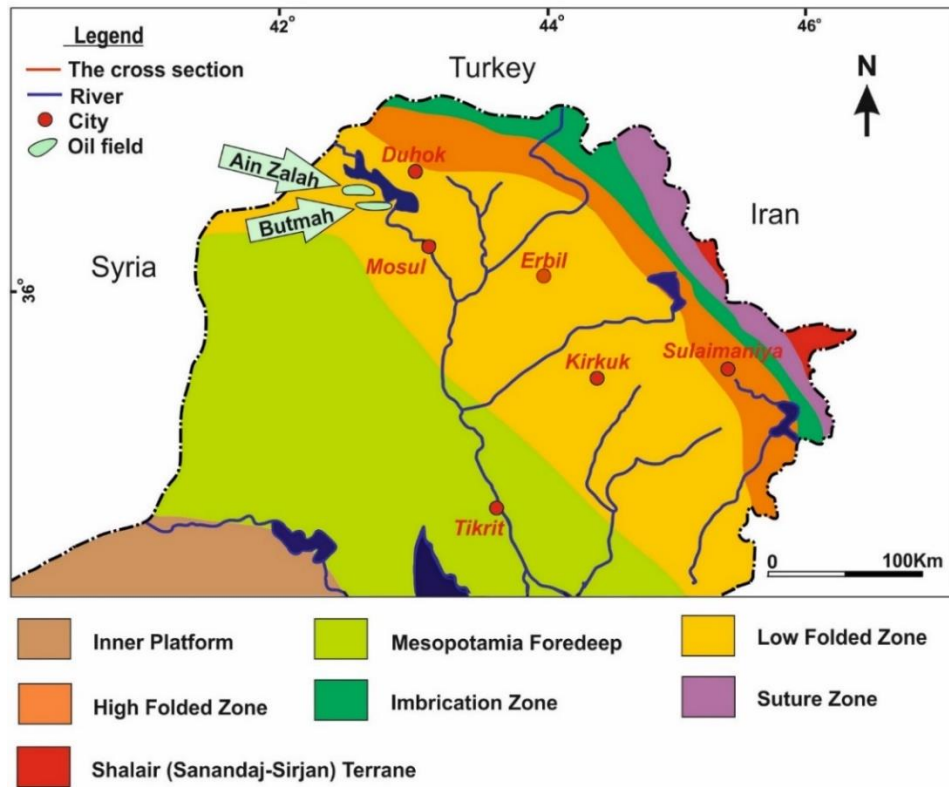 42°
44°
46°
Legend
The cross section
River
City
Oil field
Turkey
N
Ain Zalah
Duhok
Butmah
Iran
Syria
Mosul
Erbil
36°
Kirkuk
Sulaimaniya
Tikrit
0 100Km
Inner Platform
Mesopotamia Foredeep
Low Folded Zone
High Folded Zone
Imbrication Zone
Suture Zone
Shalair (Sanandaj-Sirjan) Terrane